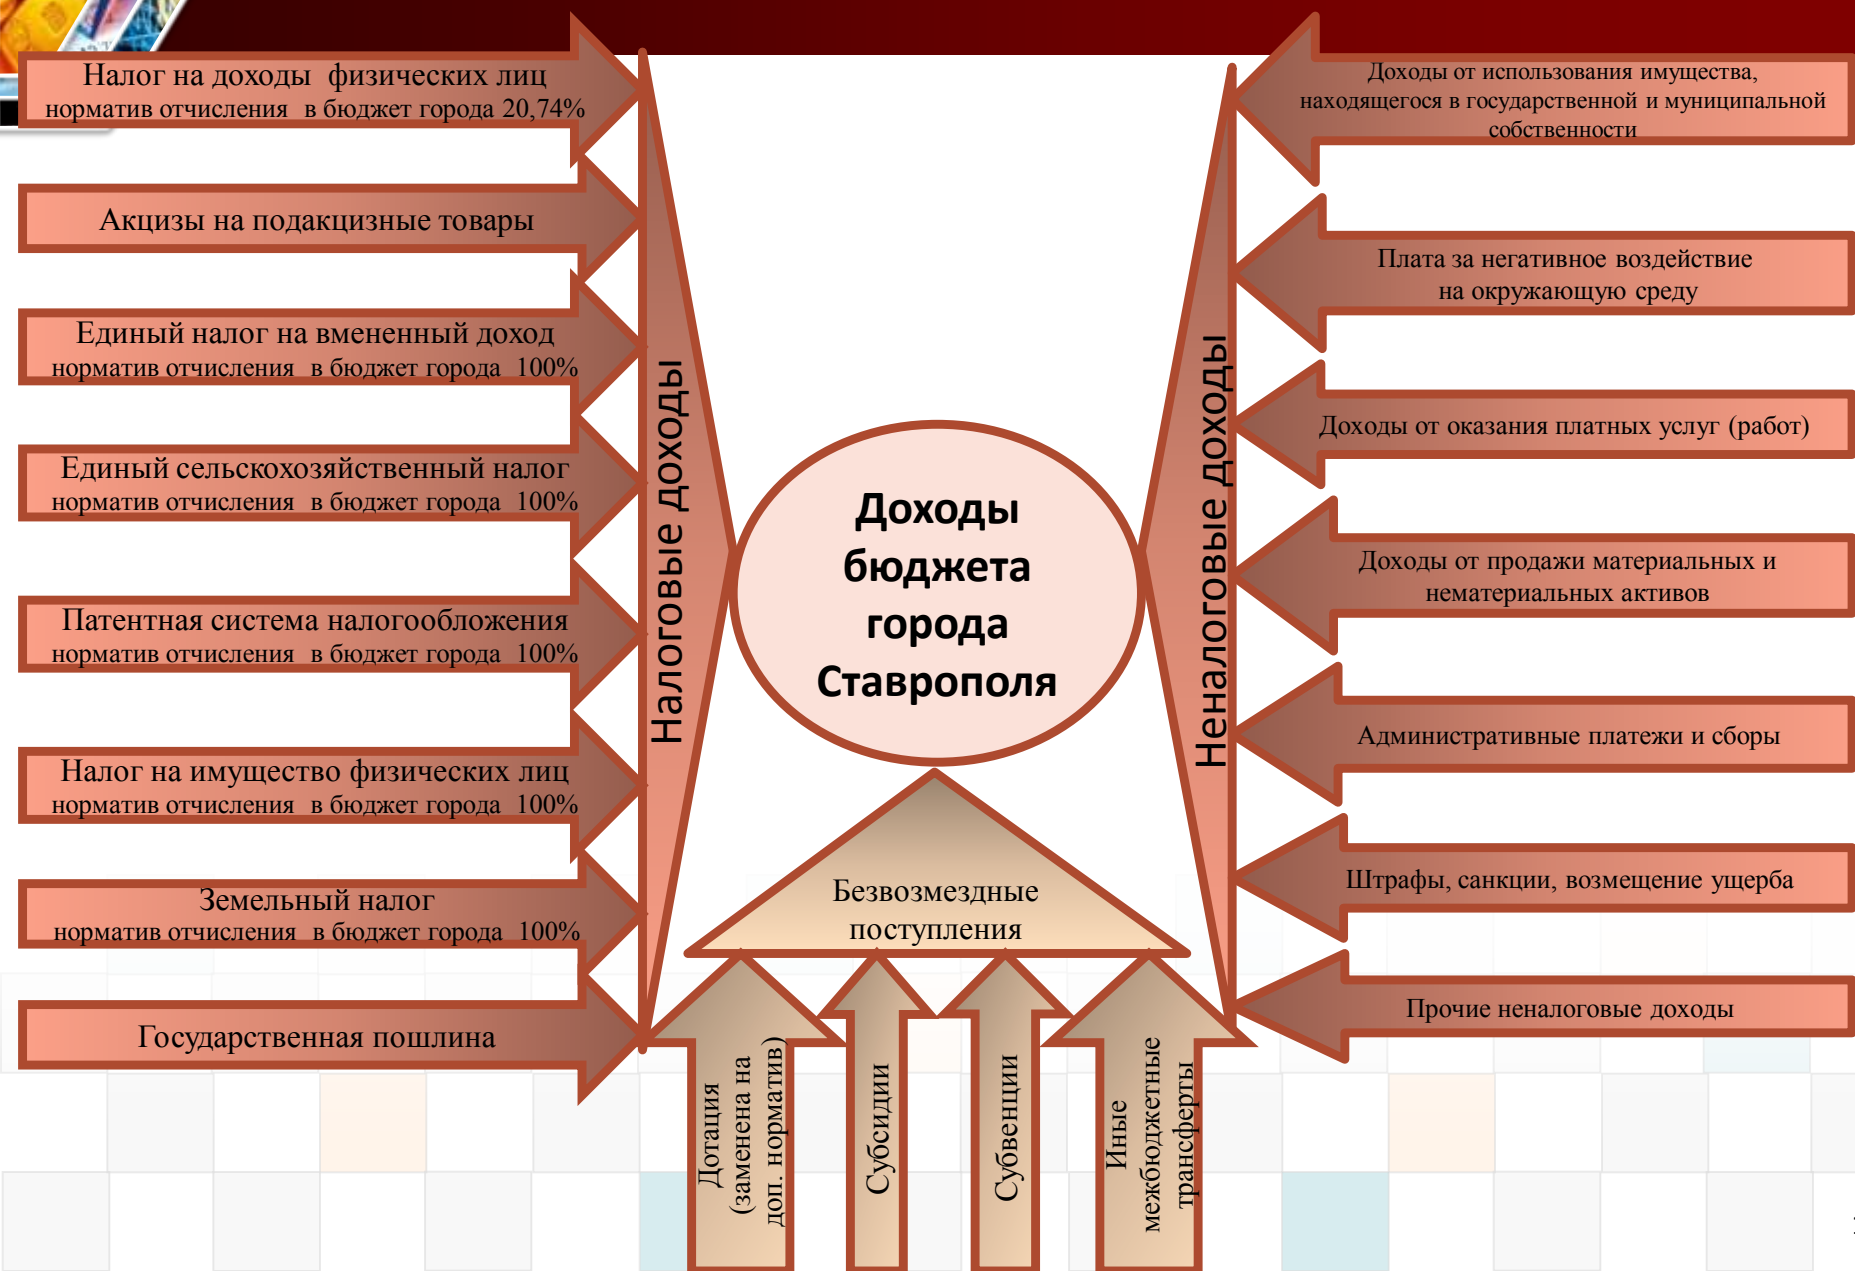 Налог на доходы физических лиц
норматив отчисления в бюджет города 20,74%
Акцизы на подакцизные товары
Единый налог на вмененный доход
норматив отчисления в бюджет города 100%
Единый сельскохозяйственный налог
норматив отчисления в бюджет города 100%
Патентная система налогообложения
норматив отчисления в бюджет города 100%
Налог на имущество физических лиц
норматив отчисления в бюджет города 100%
Земельный налог
норматив отчисления в бюджет города 100%
Государственная пошлина
Налоговые доходы
Доходы
бюджета
города
Ставрополя
Безвозмездные
поступления
Дотация
(заменена на
доп. норматив)
Субсидии
Субвенции
Иные
межбюджетные
трансферты
Неналоговые доходы
Доходы от использования имущества,
находящегося в государственной и муниципальной
собственности
Плата за негативное воздействие
на окружающую среду
Доходы от оказания платных услуг (работ)
Доходы от продажи материальных и
нематериальных активов
Административные платежи и сборы
Штрафы, санкции, возмещение ущерба
Прочие неналоговые доходы